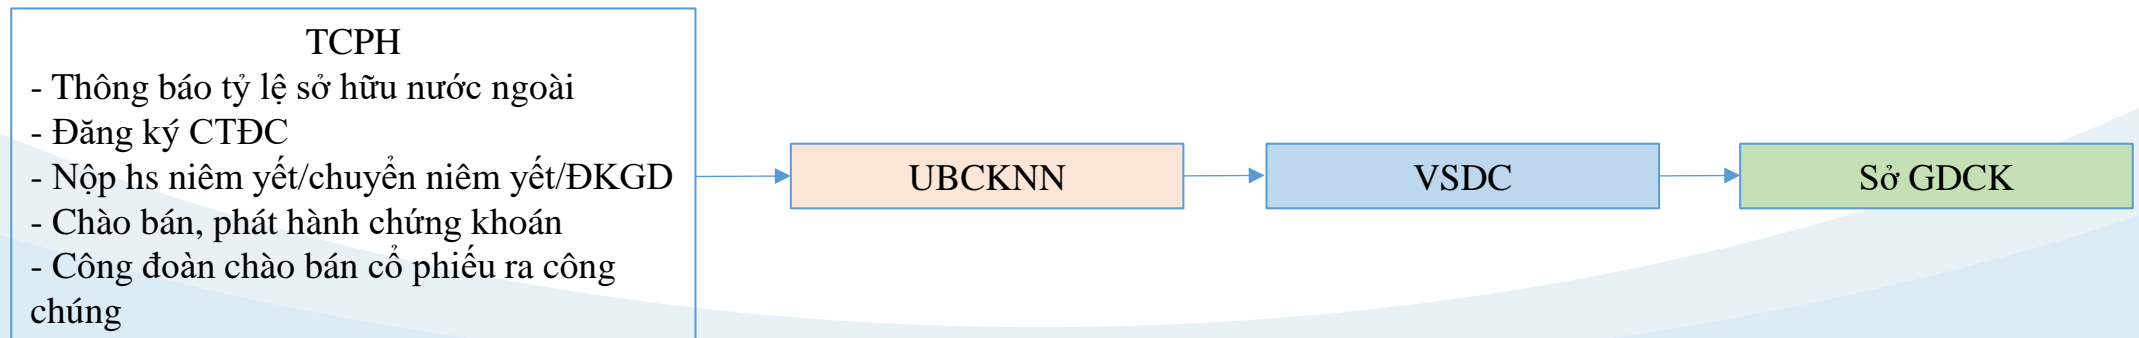 TCPH
- Thông báo tỷ lệ sở hữu nước ngoài
- Đăng ký CTĐC
- Nộp hs niêm yết/chuyển niêm yết/ĐKGD
- Chào bán, phát hành chứng khoán
- Công đoàn chào bán cổ phiếu ra công
chúng
UBCKNN
VSDC
Sở GDCK